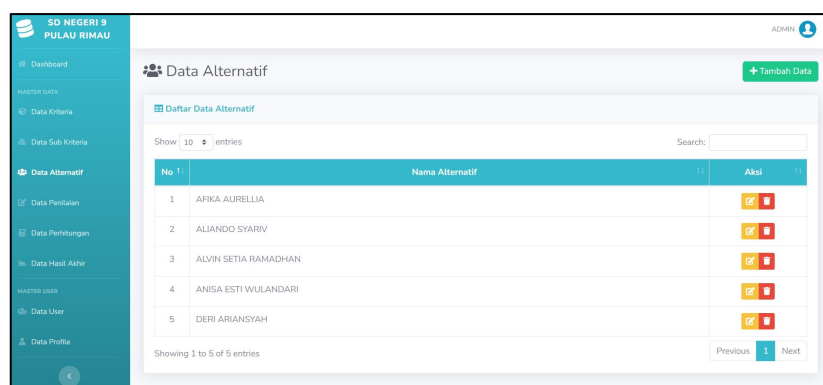 SD NEGERI 9
PULAU RIMAU
ADMIN
Dashboard
MASTER DATA
Data Kriteria
Data Sub Kriteria
Data Alternatif
Data Penilaian
Data Perhitungan
Data Hasil Akhir
MASTER USER
Data User
Data Profile
Data Alternatif
+ Tambah Data
Daftar Data Alternatif
Show 10 entries
Search:
No Nama Alternatif Aksi
1 AFIKA AURELLIA
2 ALIANDO SYARIV
3 ALVIN SETIA RAMADHAN
4 ANISA ESTI WULANDARI
5 DERI ARIANSYAH
Showing 1 to 5 of 5 entries
Previous 1 Next